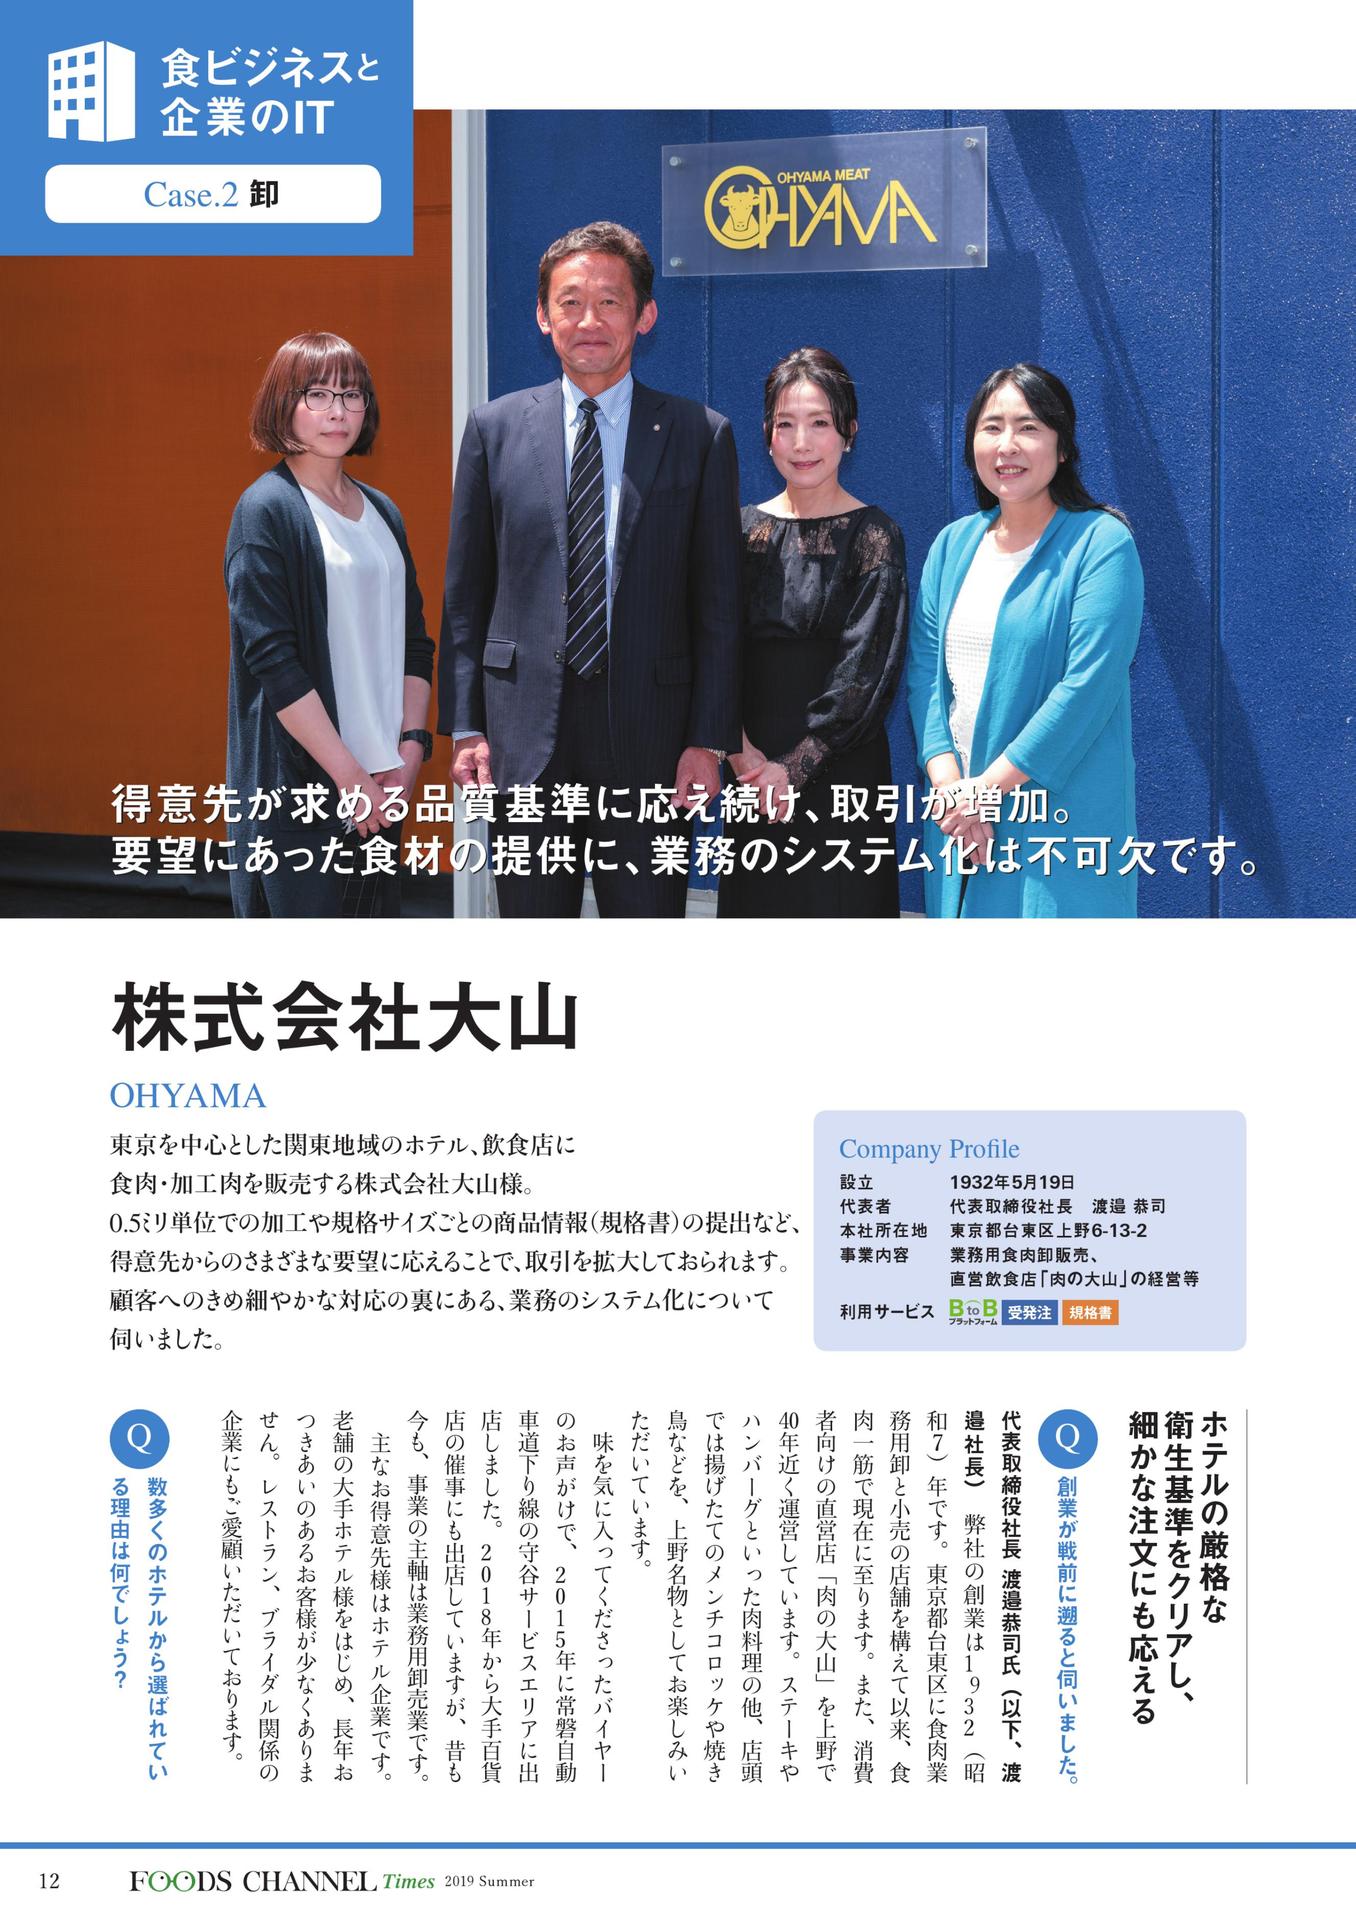 食ビジネスと
企業のIT
Case.2 卸
OHYAMA MEAT
OHYAMA
得意先が求める品質基準に応え続け、取引が増加。
要望にあった食材の提供に、業務のシステム化は不可欠です。
株式会社大山
OHYAMA
東京を中心とした関東地域のホテル、飲食店に
食肉・加工肉を販売する株式会社大山様。
0.5ミリ単位での加工や規格サイズごとの商品情報（規格書）の提出など、
得意先からのさまざまな要望に応えることで、取引を拡大しておられます。
顧客へのきめ細やかな対応の裏にある、業務のシステム化について
伺いました。
Company Profile
設立 1932年5月19日
代表者 代表取締役社長 渡邉 恭司
本社所在地 東京都台東区上野6-13-2
事業内容 業務用食肉卸販売、
直営飲食店「肉の大山」の経営等
利用サービス BtoB プラットフォーム 受発注 規格書
ホテルの厳格な
衛生基準をクリアし、
細かな注文にも応える
Q 創業が戦前に遡ると伺いました。
代表取締役社長 渡邉恭司氏（以下、渡
邉社長） 弊社の創業は1932（昭
和7）年です。東京都台東区に食肉業
務用卸と小売の店舗を構えて以来、食
肉一筋で現在に至ります。また、消費
者向けの直営店「肉の大山」を上野で
40年近く運営しています。ステーキや
ハンバーグといった肉料理の他、店頭
では揚げたてのメンチコロッケや焼き
鳥などを、上野名物としてお楽しみい
ただいています。
味を気に入ってくださったバイヤー
のお声がけで、2015年に常磐自動
車道下り線の守谷サービスエリアに出
店しました。2018年から大手百貨
店の催事にも出店していますが、昔も
今も、事業の主軸は業務用卸売業です。
主なお得意先様はホテル企業です。
老舗の大手ホテル様をはじめ、長年お
つきあいのあるお客様が少なくありま
せん。レストラン、ブライダル関係の
企業にもご愛顧いただいております。
Q 数多くのホテルから選ばれてい
る理由は何でしょう？
12 FOODS CHANNEL Times 2019 Summer